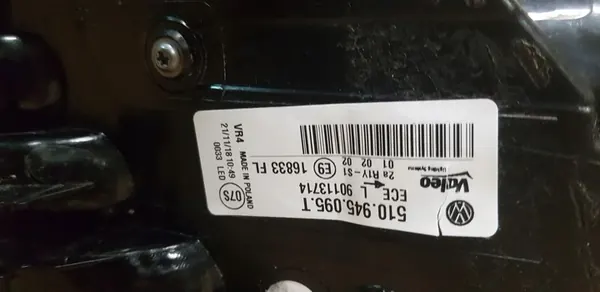 510.945.095.T
Valeo
Lighting Systems
ECE L 90113714
2a R1Y-S1
01 02 02
E9 16833 FL
VR4 MADE IN POLAND
21/11/18 10:49
0033 LED
07S